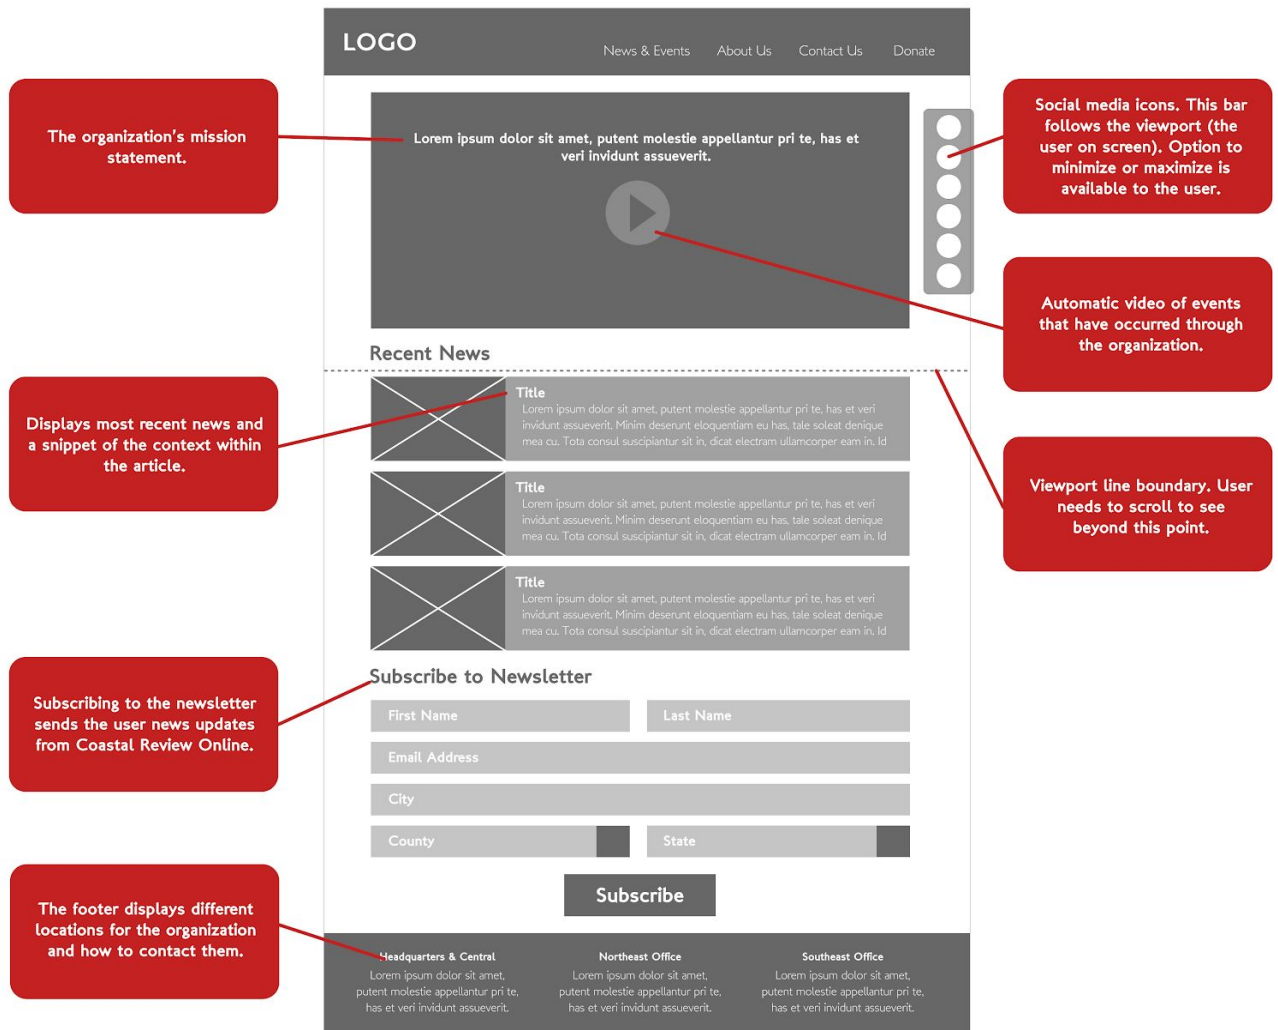 LOGO
News & Events
About Us
Contact Us
Donate
The organization's mission
statement.
Lorem ipsum dolor sit amet, putent molestie appellantur pri te, has et
veri invidunt assueverit.
Social media icons. This bar
follows the viewport (the
user on screen). Option to
minimize or maximize is
available to the user.
Automatic video of events
that have occurred through
the organization.
Recent News
Displays most recent news and
a snippet of the context within
the article.
Title
Lorem ipsum dolor sit amet, putent molestie appellantur pri te, has et veri
invidunt assueverit. Minim deserunt eloquentiam eu has, tale soleat denique
mea cu. Tota consul suscipiantur sit in, dicat electram ullamcorper eam in. Id
Viewport line boundary. User
needs to scroll to see
beyond this point.
Title
Lorem ipsum dolor sit amet, putent molestie appellantur pri te, has et veri
invidunt assueverit. Minim deserunt eloquentiam eu has, tale soleat denique
mea cu. Tota consul suscipiantur sit in, dicat electram ullamcorper eam in. Id
Title
Lorem ipsum dolor sit amet, putent molestie appellantur pri te, has et veri
invidunt assueverit. Minim deserunt eloquentiam eu has, tale soleat denique
mea cu. Tota consul suscipiantur sit in, dicat electram ullamcorper eam in. Id
Subscribe to Newsletter
Subscribing to the newsletter
sends the user news updates
from Coastal Review Online.
First Name
Last Name
Email Address
City
County
State
Subscribe
The footer displays different
locations for the organization
and how to contact them.
Headquarters & Central
Lorem ipsum dolor sit amet,
putent molestie appellantur pri te,
has et veri invidunt assueverit.
Northeast Office
Lorem ipsum dolor sit amet,
putent molestie appellantur pri te,
has et veri invidunt assueverit.
Southeast Office
Lorem ipsum dolor sit amet,
putent molestie appellantur pri te,
has et veri invidunt assueverit.